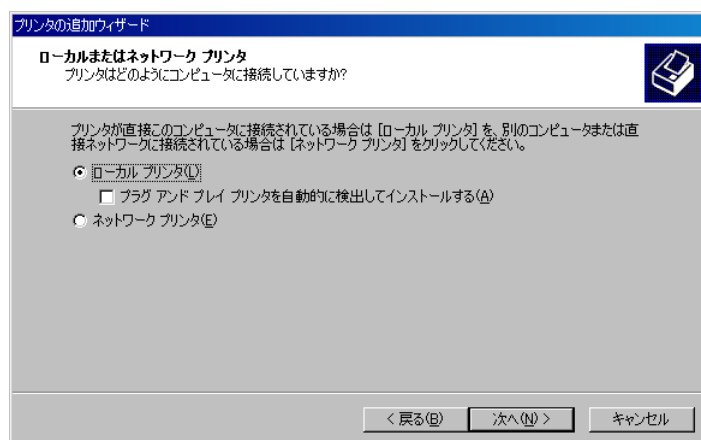 プリンタの追加ウィザード
ローカルまたはネットワーク プリンタ
プリンタはどのようにコンピュータに接続していますか?
プリンタが直接このコンピュータに接続されている場合は [ローカル プリンタ] を、別のコンピュータまたは直
接ネットワークに接続されている場合は [ネットワーク プリンタ] をクリックしてください。
ローカル プリンタ(L)
プラグ アンド プレイ プリンタを自動的に検出してインストールする(A)
ネットワーク プリンタ(E)
< 戻る(B) 次へ(N) > キャンセル